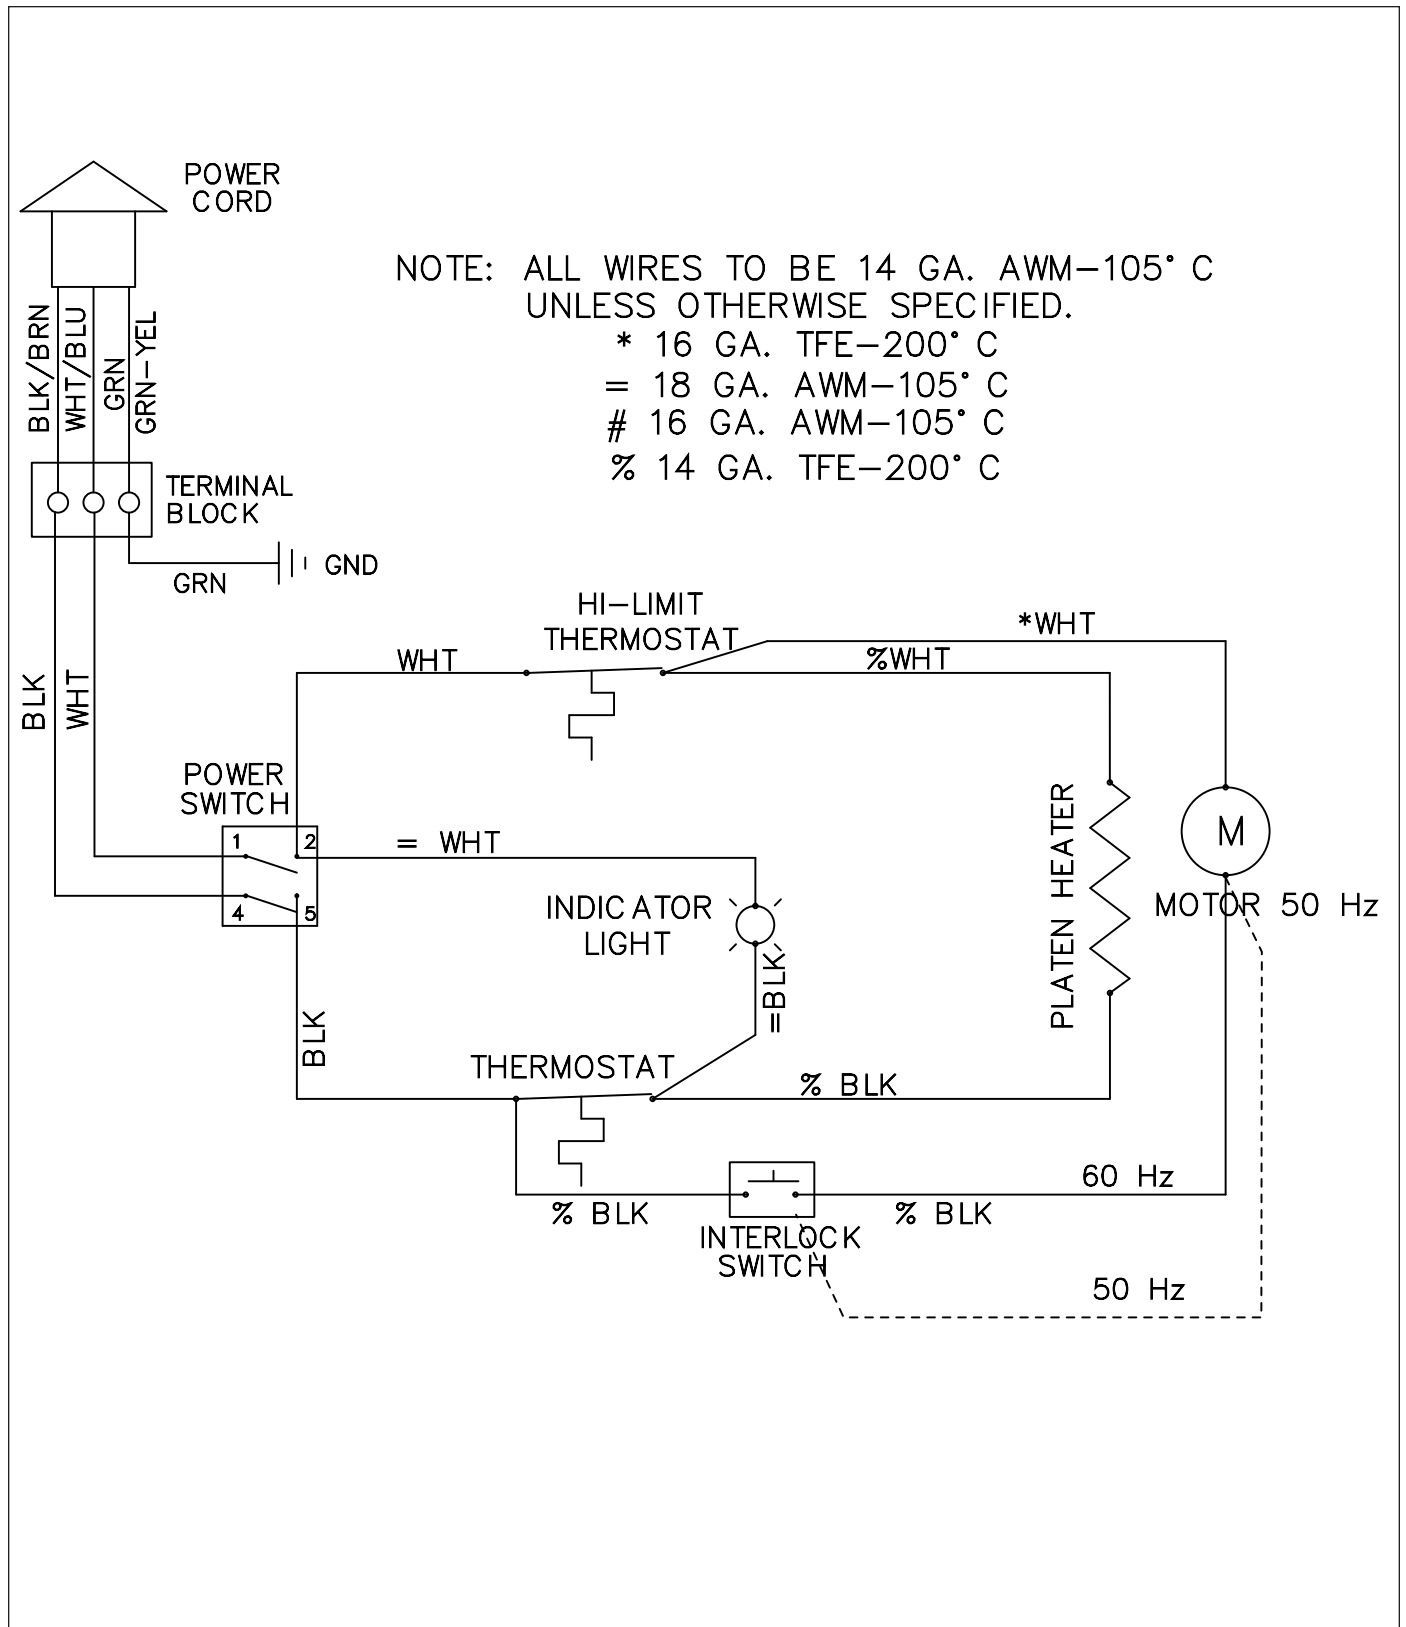 POWER
CORD
NOTE: ALL WIRES TO BE 14 GA. AWM-105° C
UNLESS OTHERWISE SPECIFIED.
* 16 GA. TFE-200° C
= 18 GA. AWM-105° C
# 16 GA. AWM-105° C
% 14 GA. TFE-200° C
BLK/BRN
WHT/BLU
GRN
GRN-YEL
TERMINAL
BLOCK
GRN
GND
HI-LIMIT
THERMOSTAT
*WHT
WHT
%WHT
BLK
WHT
POWER
SWITCH
1
2
4
5
= WHT
INDICATOR
LIGHT
=BLK
PLATEN HEATER
M
MOTOR 50 Hz
BLK
THERMOSTAT
% BLK
60 Hz
% BLK
% BLK
INTERLOCK
SWITCH
50 Hz